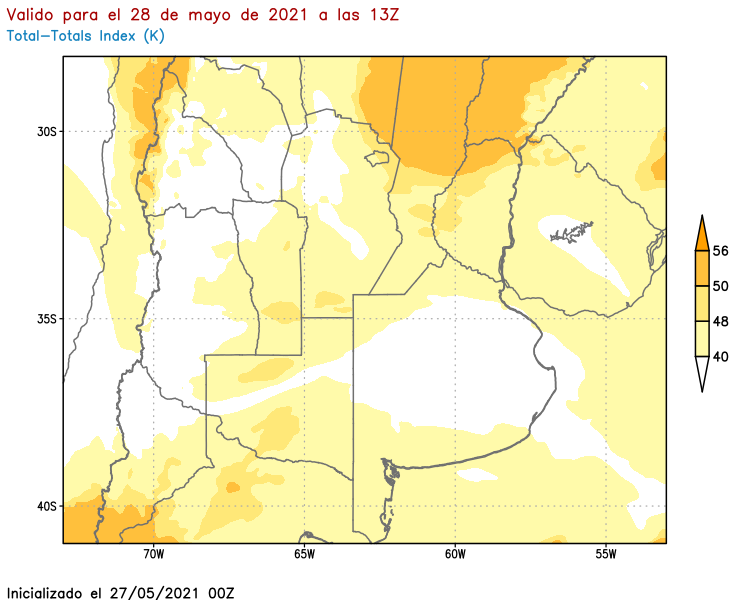 Valido para el 28 de mayo de 2021 a las 13Z
Total-Totals Index (K)
30S
35S
40S
70W
65W
60W
55W
56
50
48
40
Inicializado el 27/05/2021 00Z